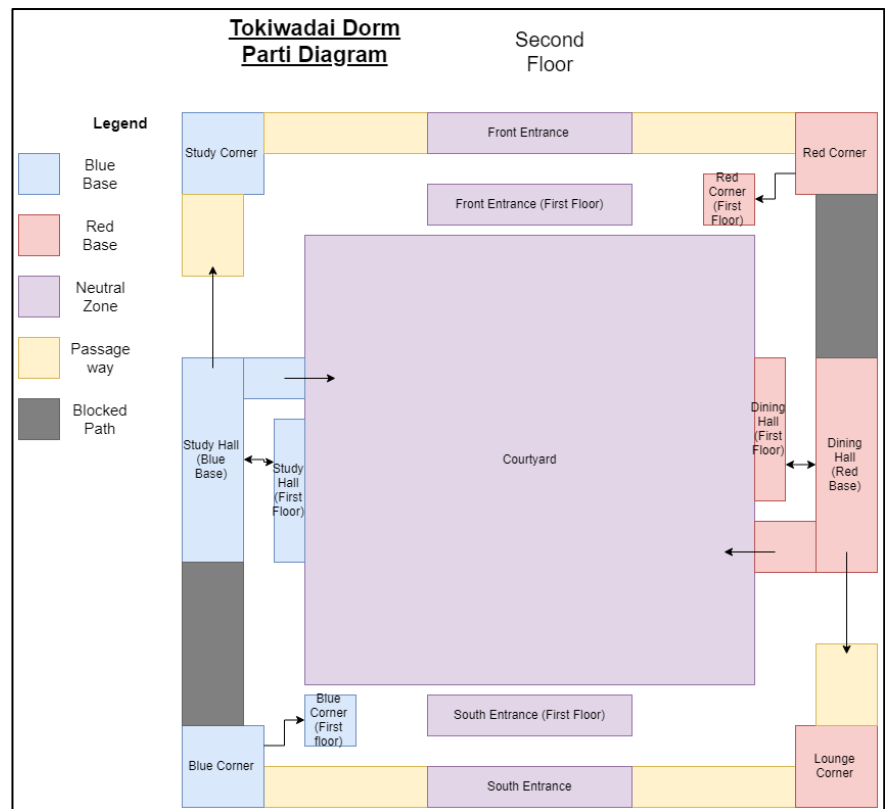 Tokiwadai Dorm
Parti Diagram
Second
Floor
Legend
Blue
Base
Red
Base
Neutral
Zone
Passage
way
Blocked
Path
Study Corner
Front Entrance
Red Corner
Front Entrance (First Floor)
Red
Corner
(First
Floor)
Study Hall
(Blue
Base)
Study
Hall
(First
Floor)
Courtyard
Dining
Hall
(First
Floor)
Dining
Hall
(Red
Base)
Blue
Corner
(First
floor)
South Entrance (First Floor)
Blue Corner
South Entrance
Lounge
Corner